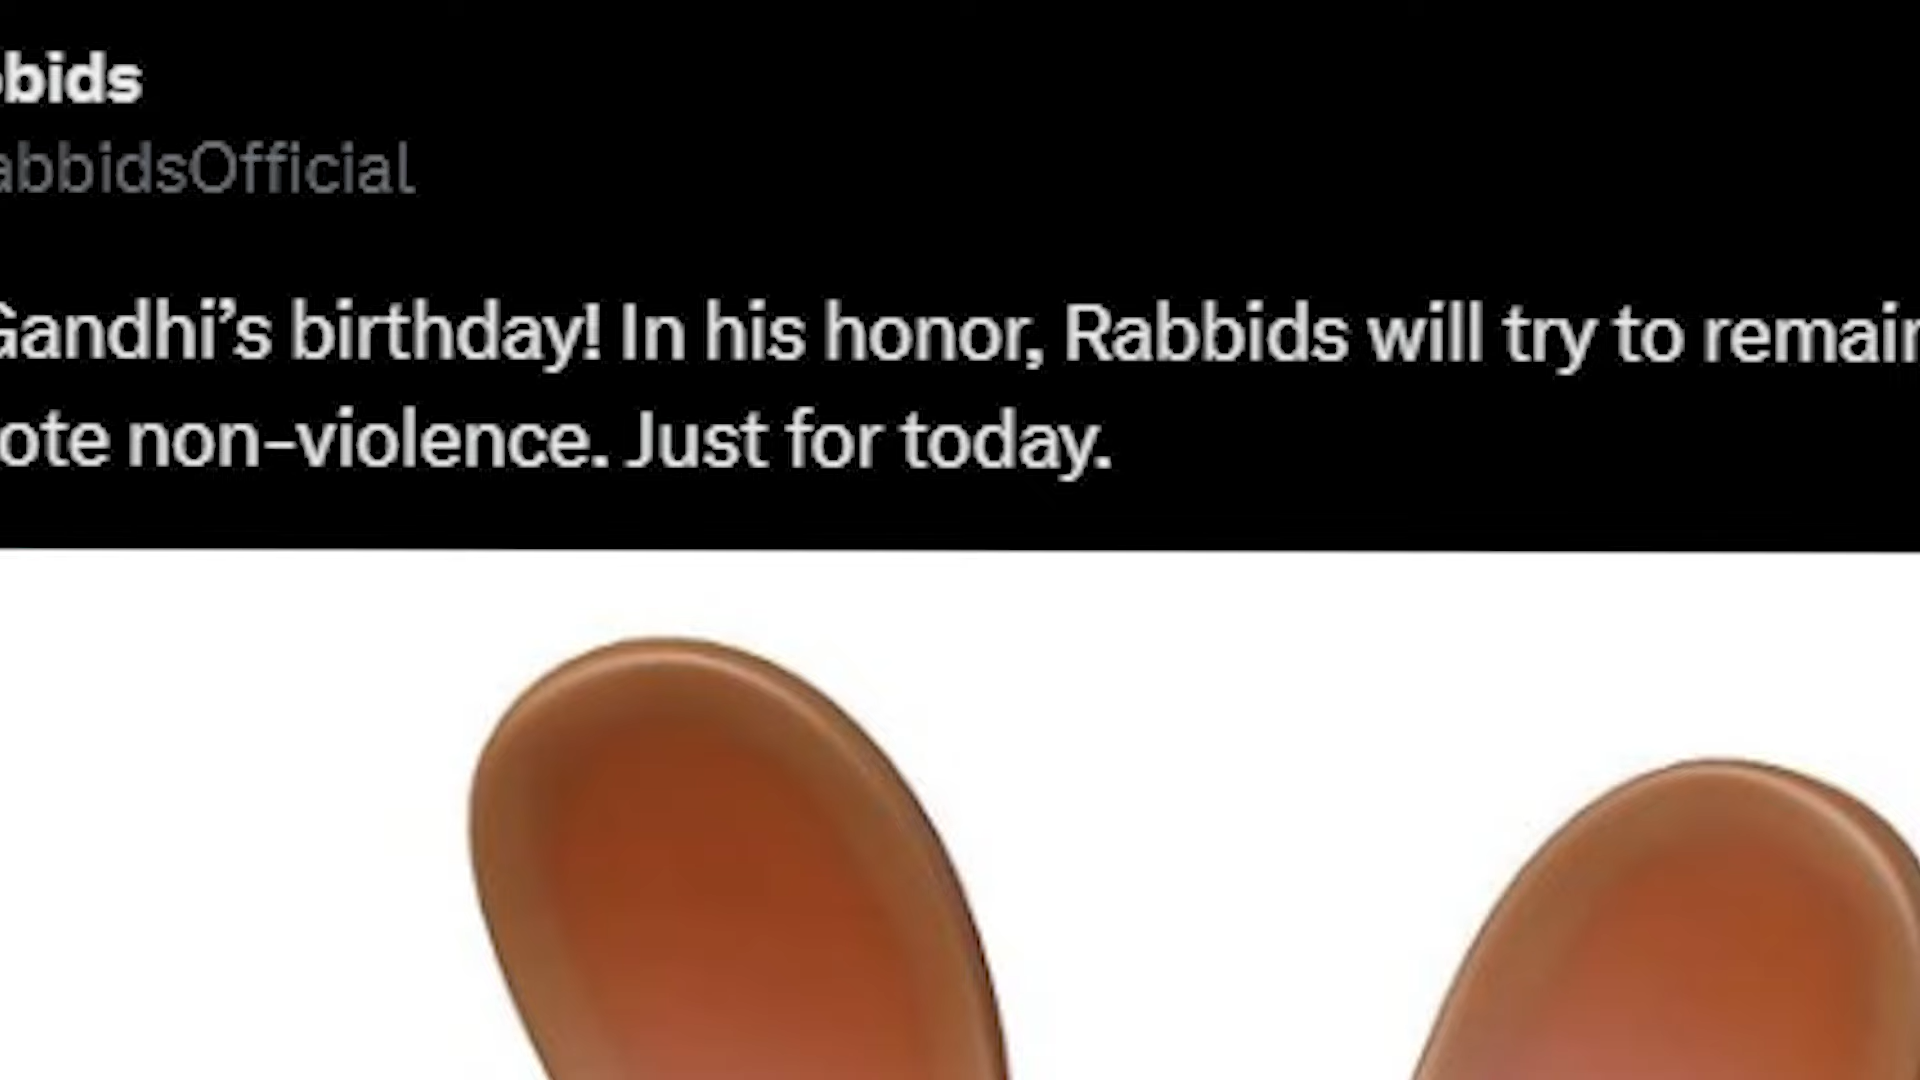 bbids
abbidsOfficial
Gandhi’s birthday! In his honor, Rabbids will try to remain
ote non-violence. Just for today.